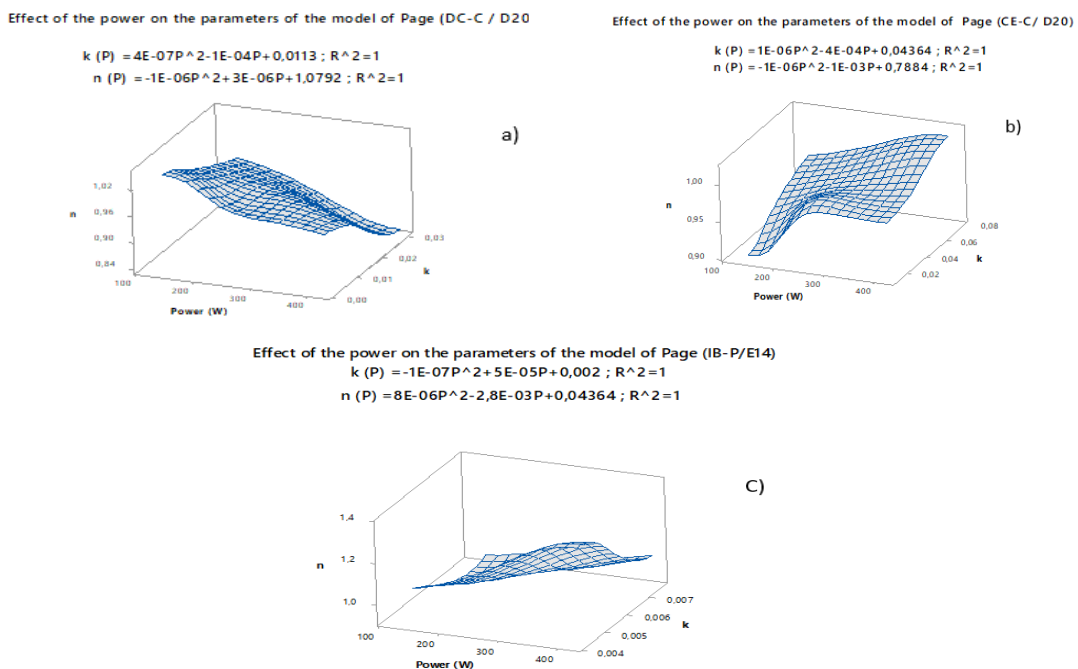 Effect of the power on the parameters of the model of Page (DC-C / D20
k (P) =4E-07P^2-1E-04P+0,0113 ; R^2=1
n (P) =-1E-06P^2+3E-06P+1,0792 ; R^2=1
a)
1,02
0,96
0,90
0,84
n
100
200
300
400
Power (W)
0,00
0,01
0,02
0,03
k
Effect of the power on the parameters of the model of Page (CE-C/ D20)
k (P) =1E-06P^2-4E-04P+0,04364 ; R^2=1
n (P) =-1E-06P^2-1E-03P+0,7884 ; R^2=1
b)
1,00
0,95
0,90
n
100
200
300
400
Power (W)
0,02
0,04
0,06
0,08
k
Effect of the power on the parameters of the model of Page (IB-P/E14)
k (P) =-1E-07P^2+5E-05P+0,002 ; R^2=1
n (P) =8E-06P^2-2,8E-03P+0,04364 ; R^2=1
C)
1,4
1,2
1,0
n
100
200
300
400
Power (W)
0,004
0,005
0,006
0,007
k